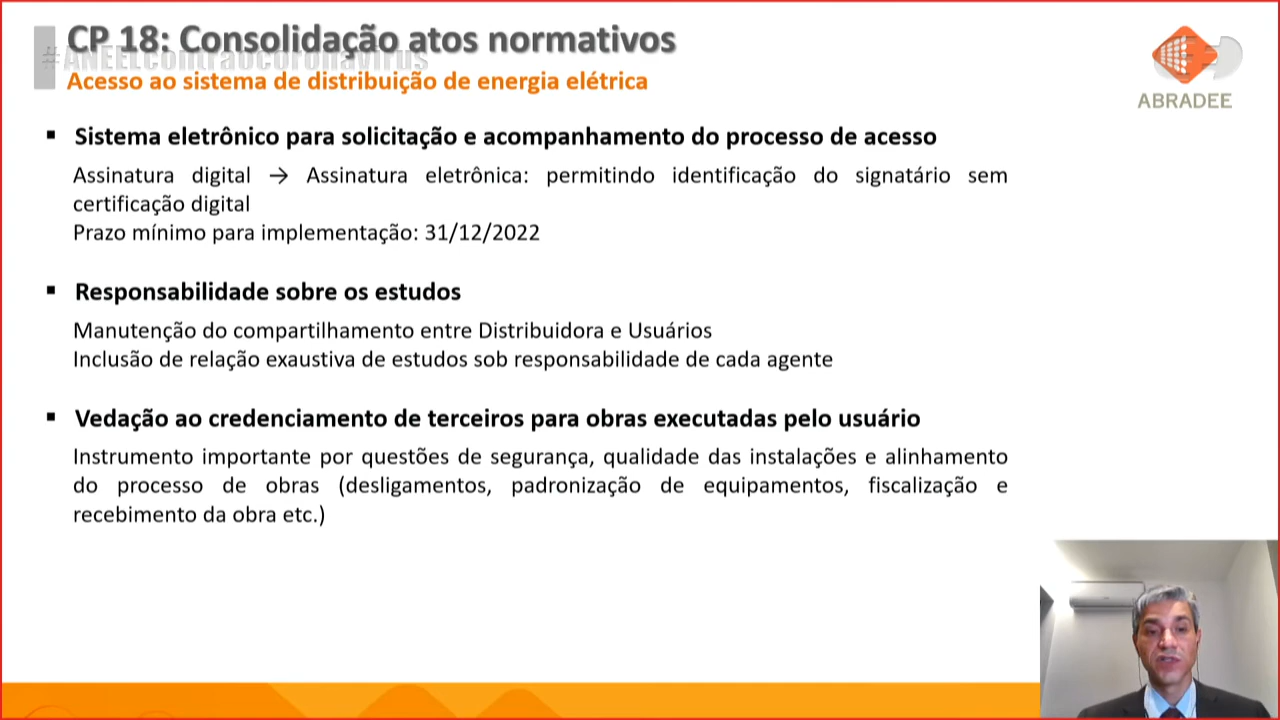 CP 18: Consolidação atos normativos
#ANEELcontraocoronavírus
Acesso ao sistema de distribuição de energia elétrica
ABRADEE
▪ Sistema eletrônico para solicitação e acompanhamento do processo de acesso
Assinatura digital → Assinatura eletrônica: permitindo identificação do signatário sem
certificação digital
Prazo mínimo para implementação: 31/12/2022
▪ Responsabilidade sobre os estudos
Manutenção do compartilhamento entre Distribuidora e Usuários
Inclusão de relação exaustiva de estudos sob responsabilidade de cada agente
▪ Vedação ao credenciamento de terceiros para obras executadas pelo usuário
Instrumento importante por questões de segurança, qualidade das instalações e alinhamento
do processo de obras (desligamentos, padronização de equipamentos, fiscalização e
recebimento da obra etc.)